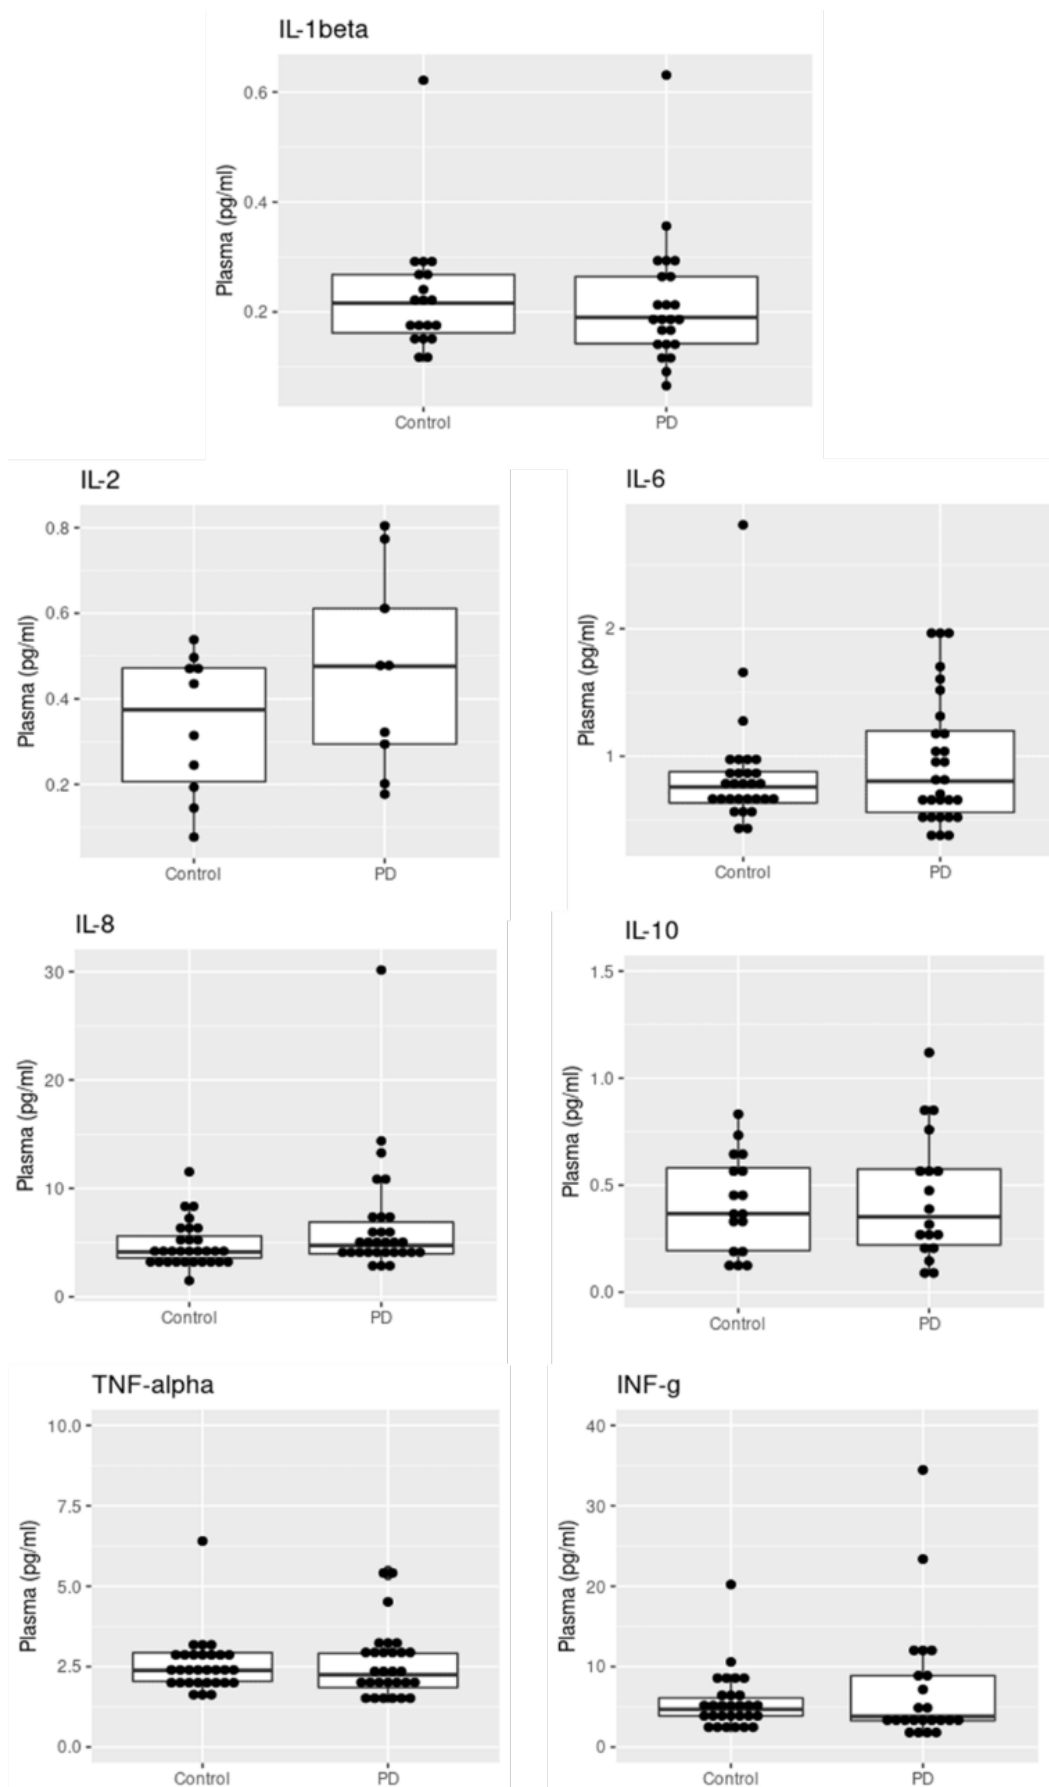 IL-1beta
Plasma (pg/ml)
0.6
0.4
0.2
Control PD
IL-2
Plasma (pg/ml)
0.8
0.6
0.4
0.2
Control PD
IL-6
Plasma (pg/ml)
2
1
Control PD
IL-8
Plasma (pg/ml)
30
20
10
0
Control PD
IL-10
Plasma (pg/ml)
1.5
1.0
0.5
0.0
Control PD
TNF-alpha
Plasma (pg/ml)
10.0
7.5
5.0
2.5
0.0
Control PD
INF-g
Plasma (pg/ml)
40
30
20
10
0
Control PD